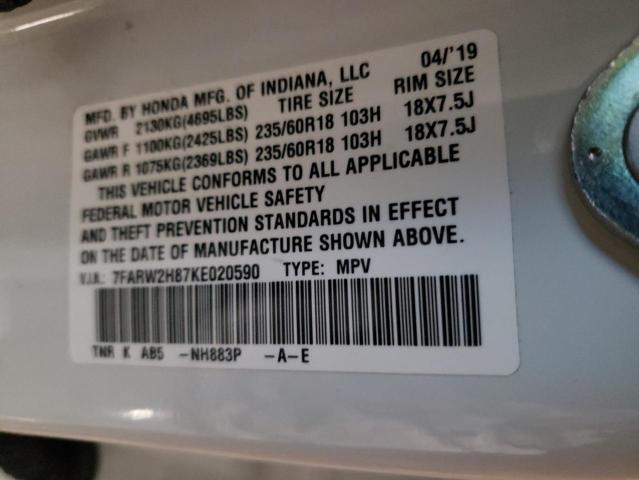 MFD. BY HONDA MFG. OF INDIANA, LLC 04/'19
GVWR 2130KG(4695LBS) TIRE SIZE RIM SIZE
GAWR F 1100KG(2425LBS) 235/60R18 103H 18X7.5J
GAWR R 1075KG(2369LBS) 235/60R18 103H 18X7.5J
THIS VEHICLE CONFORMS TO ALL APPLICABLE
FEDERAL MOTOR VEHICLE SAFETY
AND THEFT PREVENTION STANDARDS IN EFFECT
ON THE DATE OF MANUFACTURE SHOWN ABOVE.
V.I.N.: 7FARW2H87KE020590 TYPE: MPV
TNR K AB5 -NH883P -A-E